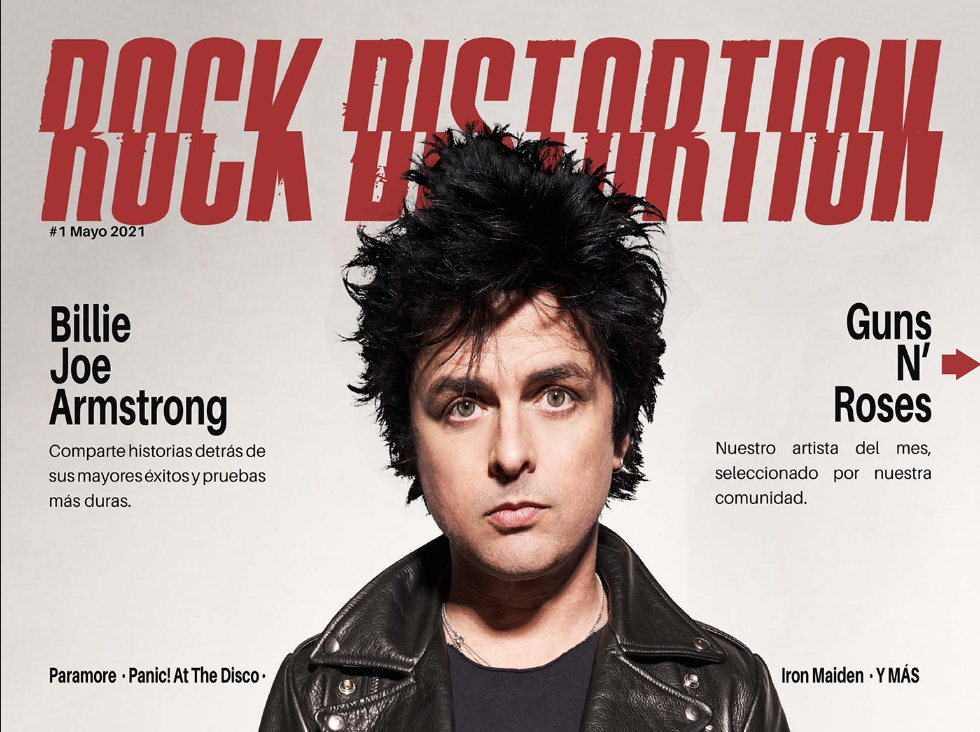 ROCK DISTORTION
#1 Mayo 2021
Billie
Joe
Armstrong
Comparte historias detrás de
sus mayores éxitos y pruebas
más duras.
Guns
N’
Roses
Nuestro artista del mes,
seleccionado por nuestra
comunidad.
Paramore · Panic! At The Disco ·
Iron Maiden · Y MÁS